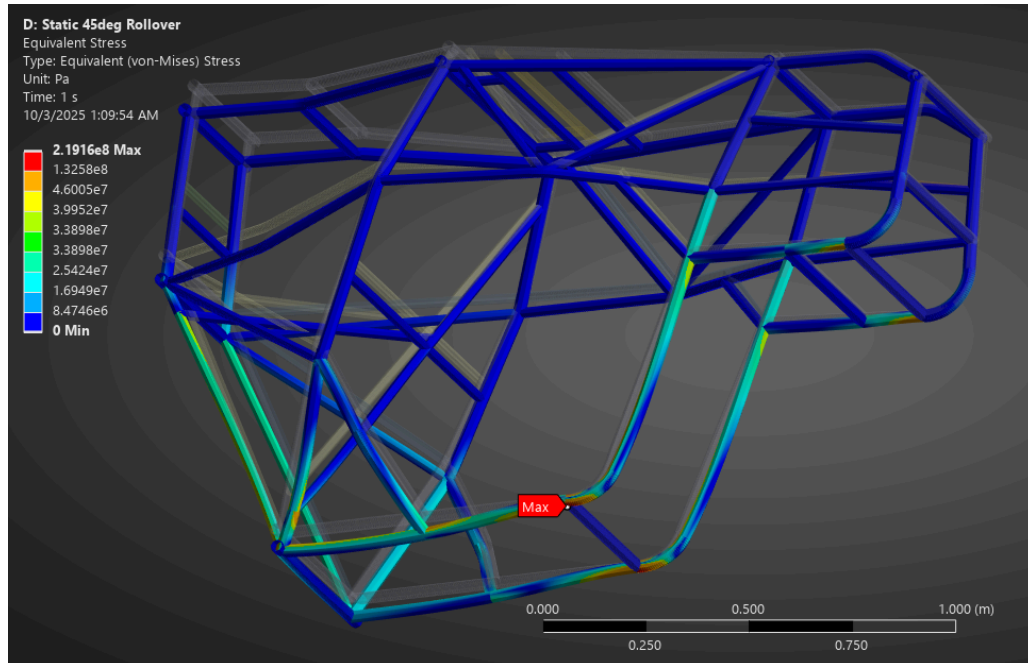 D: Static 45deg Rollover
Equivalent Stress
Type: Equivalent (von-Mises) Stress
Unit: Pa
Time: 1 s
10/3/2025 1:09:54 AM
2.1916e8 Max
1.3258e8
4.6005e7
3.9952e7
3.3898e7
3.3898e7
2.5424e7
1.6949e7
8.4746e6
0 Min
Max
0.000 0.500 1.000 (m)
0.250 0.750